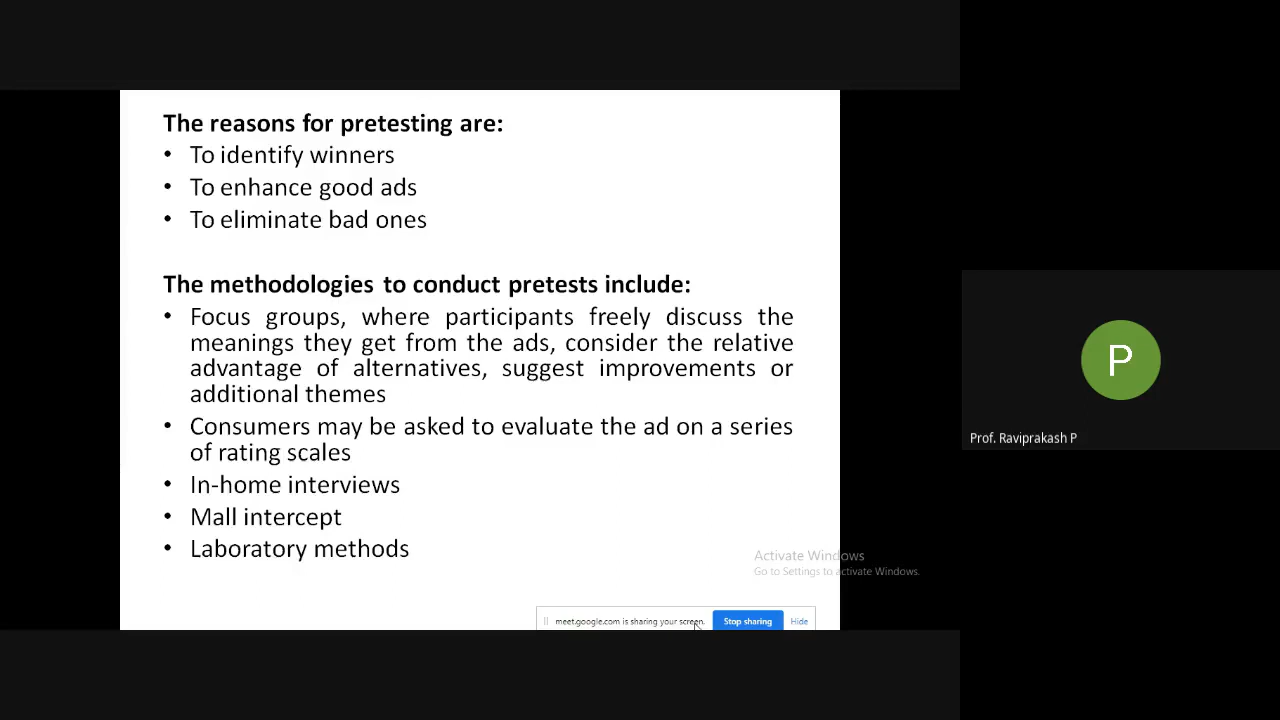 The reasons for pretesting are:
• To identify winners
• To enhance good ads
• To eliminate bad ones
The methodologies to conduct pretests include:
• Focus groups, where participants freely discuss the
meanings they get from the ads, consider the relative
advantage of alternatives, suggest improvements or
additional themes
• Consumers may be asked to evaluate the ad on a series
of rating scales
• In-home interviews
• Mall intercept
• Laboratory methods
Activate Windows
Go to Settings to activate Windows.
meet.google.com is sharing your screen.
Stop sharing
Hide
P
Prof. Raviprakash P